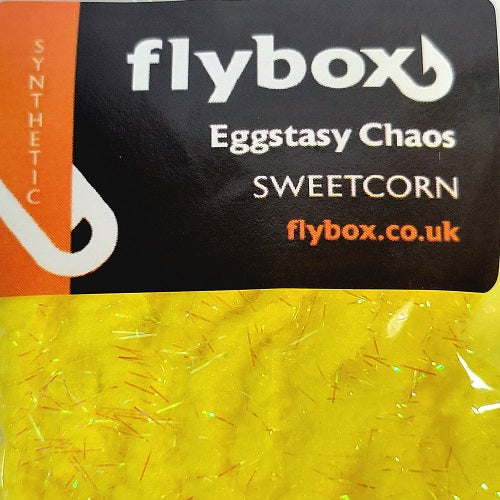 SYNTHETIC
flybox
Eggstasy Chaos
SWEETCORN
flybox.co.uk